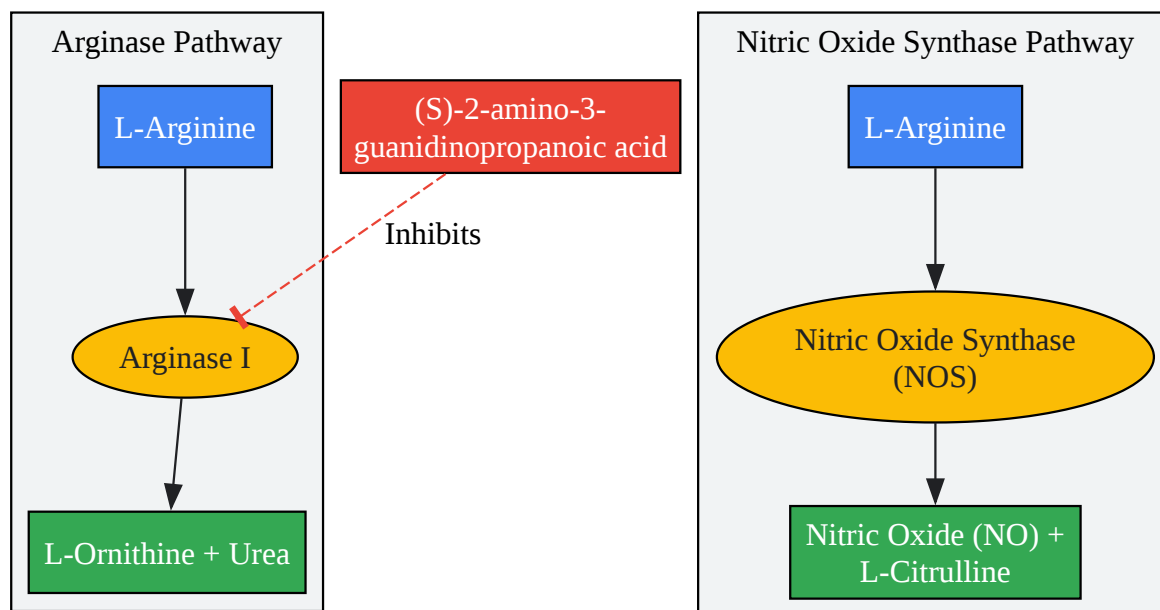 Arginase Pathway
L-Arginine
Arginase I
L-Ornithine + Urea
(S)-2-amino-3-
guanidinopropanoic acid
Inhibits
Nitric Oxide Synthase Pathway
L-Arginine
Nitric Oxide Synthase
(NOS)
Nitric Oxide (NO) +
L-Citrulline